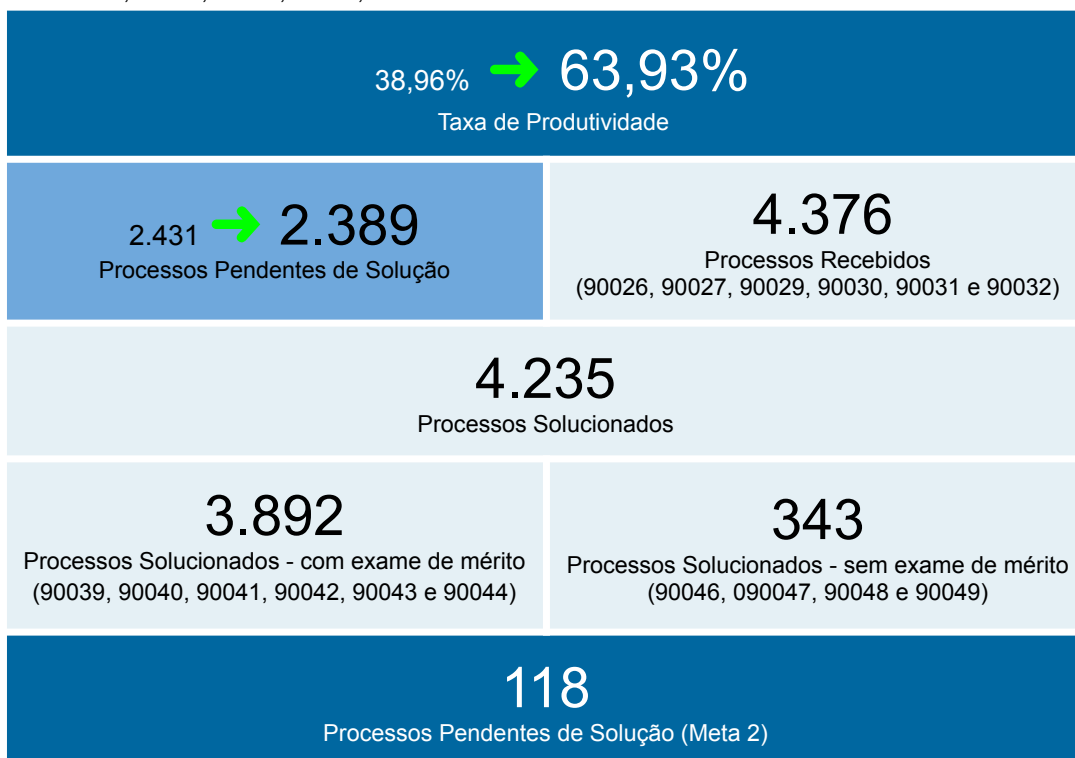 38,96% ➜ 63,93%
Taxa de Produtividade
2.431 ➜ 2.389
Processos Pendentes de Solução
4.376
Processos Recebidos
(90026, 90027, 90029, 90030, 90031 e 90032)
4.235
Processos Solucionados
3.892
Processos Solucionados - com exame de mérito
(90039, 90040, 90041, 90042, 90043 e 90044)
343
Processos Solucionados - sem exame de mérito
(90046, 090047, 90048 e 90049)
118
Processos Pendentes de Solução (Meta 2)